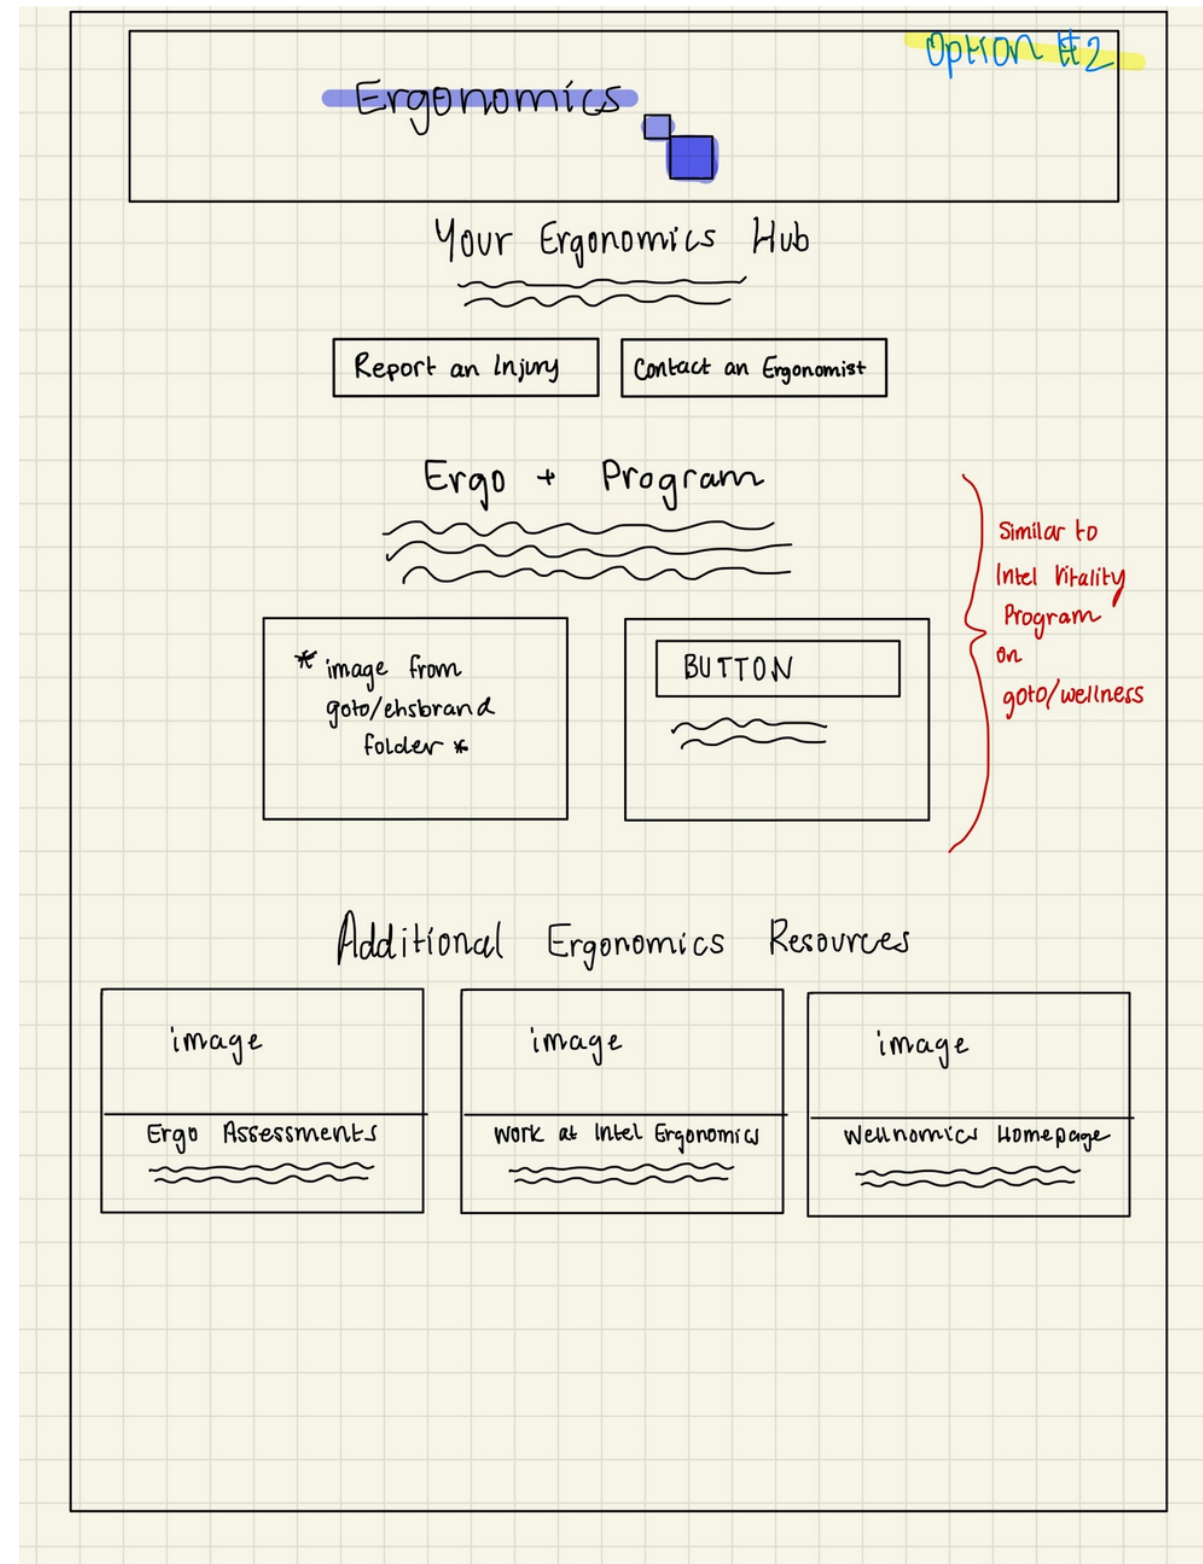 Option #2
Ergonomics
Your Ergonomics Hub
Report an Injury
Contact an Ergonomist
Ergo + Program
* image from
goto/ehsbrand
folder *
BUTTON
Similar to
Intel Vitality
Program
on
goto/wellness
Additional Ergonomics Resources
image
Ergo Assessments
image
Work at Intel Ergonomics
image
Wellnomics Homepage